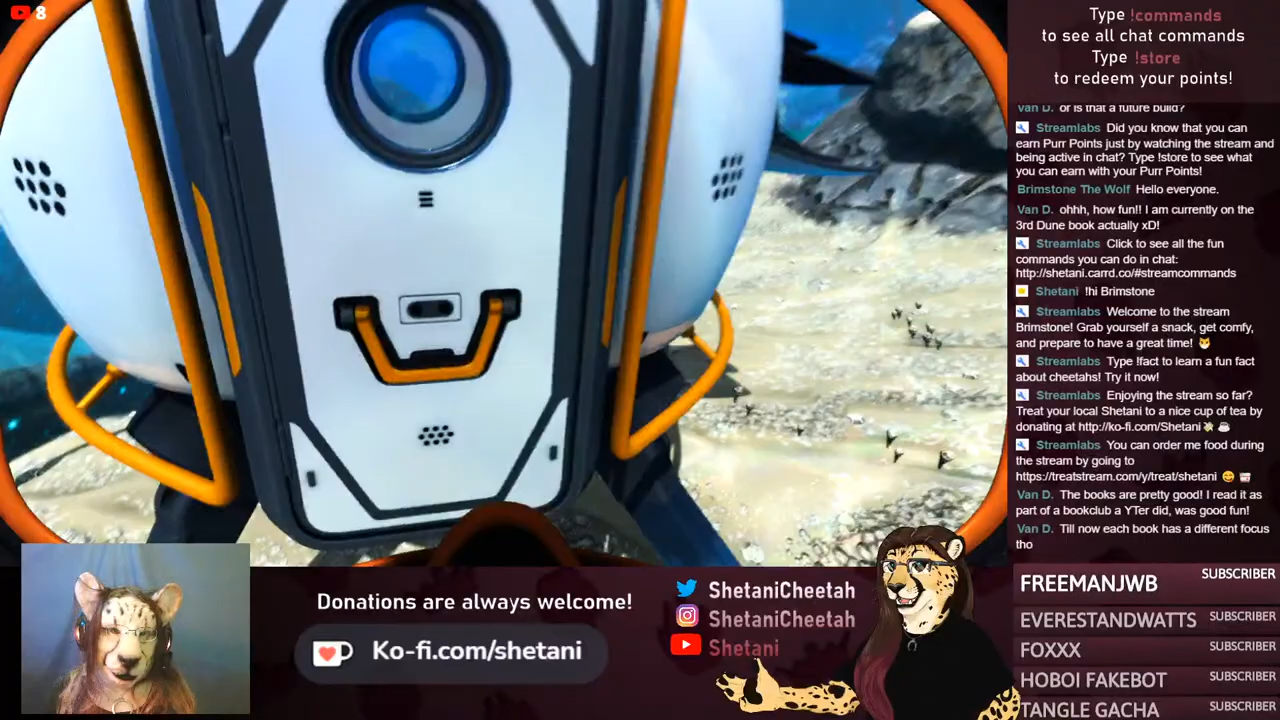 8
Type !commands
to see all chat commands
Type !store
to redeem your points!
Van D. or is that a future build?
Streamlabs Did you know that you can
earn Purr Points just by watching the stream and
being active in chat? Type !store to see what
you can earn with your Purr Points!
Brimstone The Wolf Hello everyone.
Van D. ohhh, how fun!! I am currently on the
3rd Dune book actually xD!
Streamlabs Click to see all the fun
commands you can do in chat:
http://shetani.carrd.co/#streamcommands
Shetani !hi Brimstone
Streamlabs Welcome to the stream
Brimstone! Grab yourself a snack, get comfy,
and prepare to have a great time! 🦊
Streamlabs Type !fact to learn a fun fact
about cheetahs! Try it now!
Streamlabs Enjoying the stream so far?
Treat your local Shetani to a nice cup of tea by
donating at http://ko-fi.com/Shetani💸 ☕
Streamlabs You can order me food during
the stream by going to
https://treatstream.com/y/treat/shetani 😋 🍜
Van D. The books are pretty good! I read it as
part of a bookclub a YTer did, was good fun!
Van D. Till now each book has a different focus
tho
Donations are always welcome!
Ko-fi.com/shetani
ShetaniCheetah
ShetaniCheetah
Shetani
FREEMANJWB SUBSCRIBER
EVERESTANDWATTS SUBSCRIBER
FOXXX SUBSCRIBER
HOBOI FAKEBOT SUBSCRIBER
TANGLE GACHA SUBSCRIBER